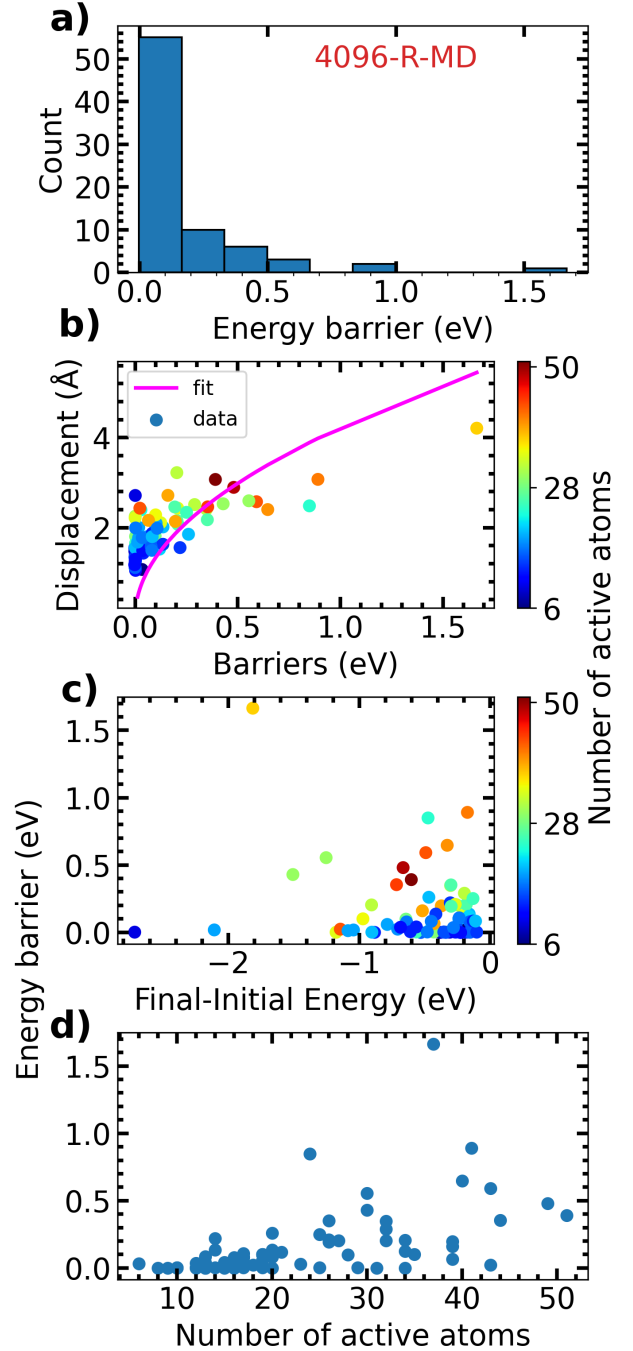 a)
4096-R-MD
Count
50
40
30
20
10
0
0.0 0.5 1.0 1.5
Energy barrier (eV)
b)
Displacement (Å)
4
2
fit
data
0.0 0.5 1.0 1.5
Barriers (eV)
50
28
6
Number of active atoms
c)
Energy barrier (eV)
1.5
1.0
0.5
0.0
−2 −1 0
Final-Initial Energy (eV)
50
28
6
d)
1.5
1.0
0.5
0.0
10 20 30 40 50
Number of active atoms